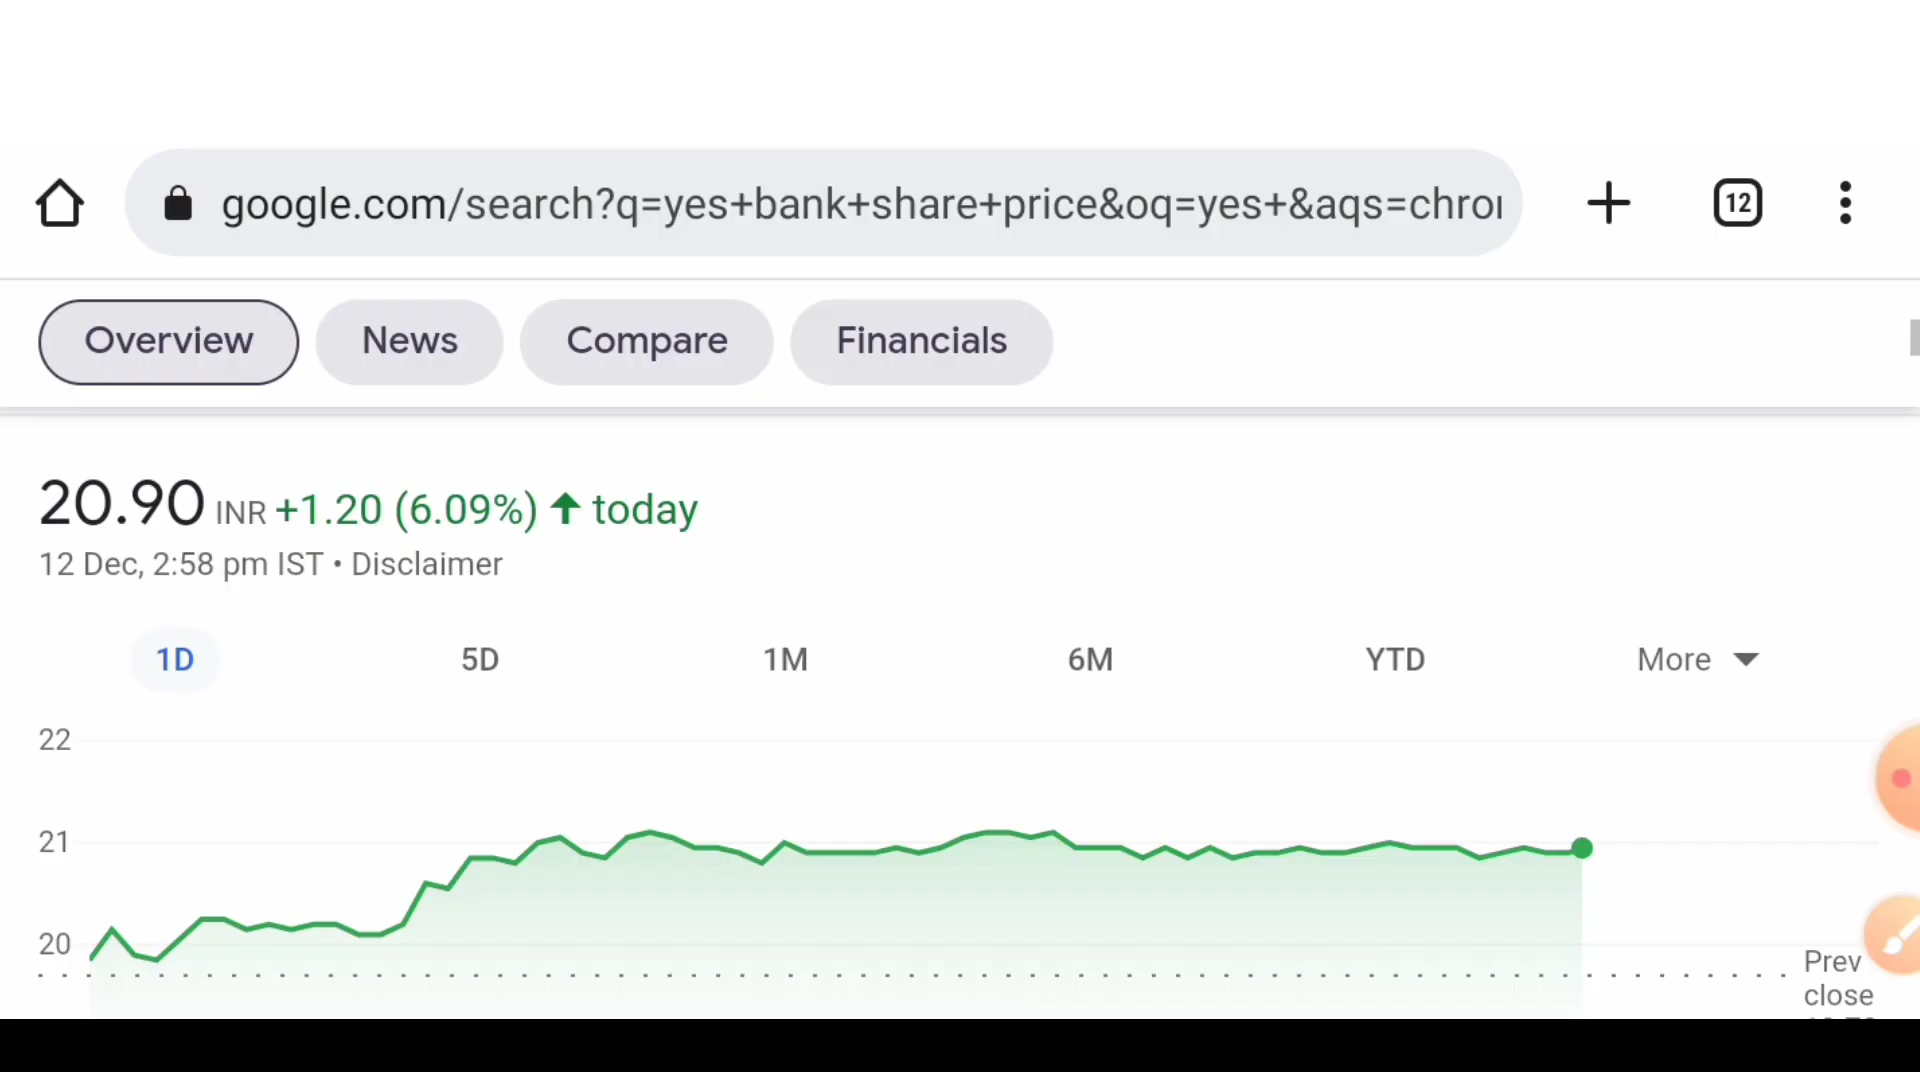 google.com/search?q=yes+bank+share+price&oq=yes+&aqs=chro
12
Overview News Compare Financials
20.90 INR +1.20 (6.09%) today
12 Dec, 2:58 pm IST • Disclaimer
1D 5D 1M 6M YTD More
22
21
20
Prev
close